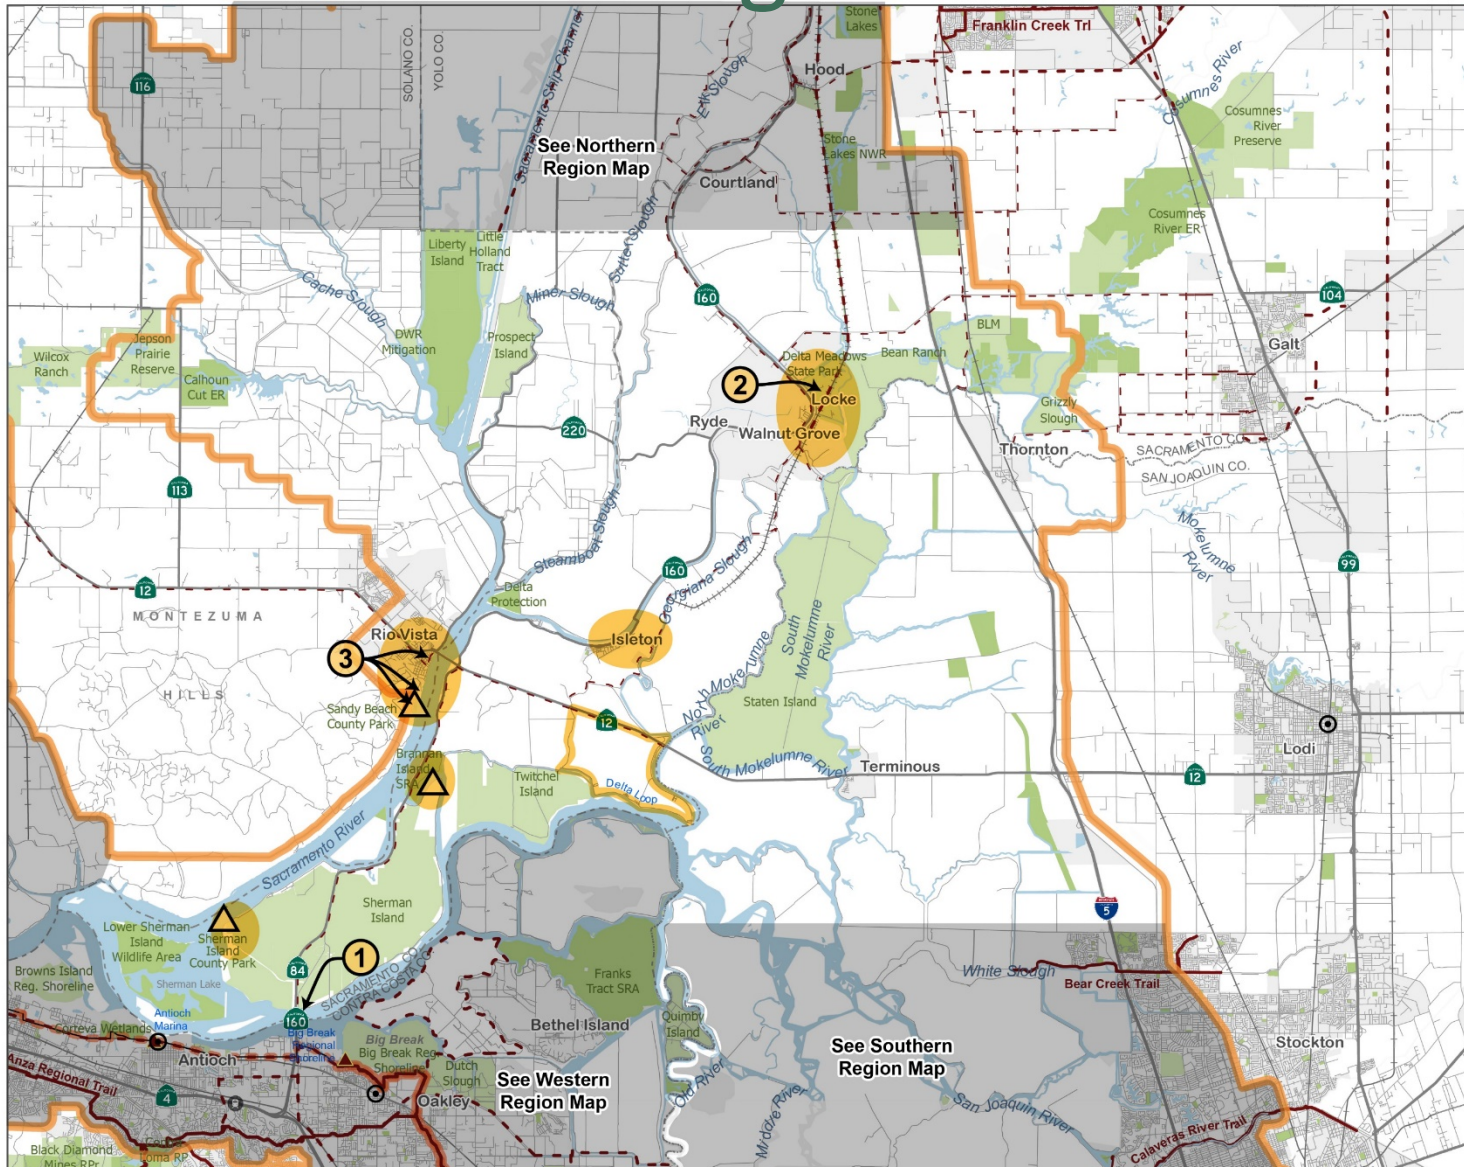 Stone
Lakes
Franklin Creek Trl
SOLANO CO.
YOLO CO.
Sacramento Ship Channel
Elk Slough
Hood
Cosumnes River
116
Cosumnes
River
Preserve
See Northern
Region Map
Stone
Lakes NWR
Courtland
Cosumnes
River ER
Liberty
Island
Little
Holland
Tract
Sutter Slough
Cache Slough
Miner Slough
160
104
DWR
Mitigation
Prospect
Island
BLM
Wilcox
Ranch
Jepson
Prairie
Reserve
Calhoun
Cut ER
Delta Meadows
State Park
Bean Ranch
Galt
2
Locke
Grizzly
Slough
220
Ryde
Walnut Grove
Thornton
SACRAMENTO CO.
SAN JOAQUIN CO.
113
Steamboat Slough
Mokelumne
River
12
160
Georgiana Slough
99
Delta
Protection
MONTEZUMA
HILLS
Rio Vista
3
Isleton
South
Mokelumne
River
North Mokelumne
River
Sandy Beach
County Park
Staten Island
12
Lodi
Brannan
Island
SRA
Twitchel
Island
Delta Loop
South Mokelumne River
Terminous
12
Sacramento River
Sherman
Island
5
Lower Sherman
Island
Wildlife Area
Sherman
Island
County Park
1
84
SACRAMENTO CO.
CONTRA COSTA CO.
Browns Island
Reg. Shoreline
Sherman Lake
Franks
Tract SRA
White Slough
Bear Creek Trail
Antioch
Marina
160
Corteva Wetlands
Big Break
Regional
Shoreline
Big Break
Big Break Reg
Shoreline
Bethel Island
Quimby
Island
Antioch
See Southern
Region Map
Stockton
Anza Regional Trail
Dutch
Slough
See Western
Region Map
Oakley
Old River
Middle River
San Joaquin River
4
Calaveras River Trail
Black Diamond
Mines RPr
Loma RP